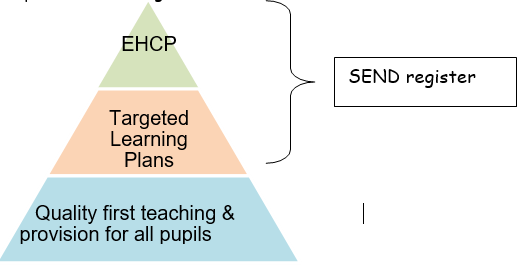 EHCP
SEND register
Targeted
Learning
Plans
Quality first teaching &
provision for all pupils